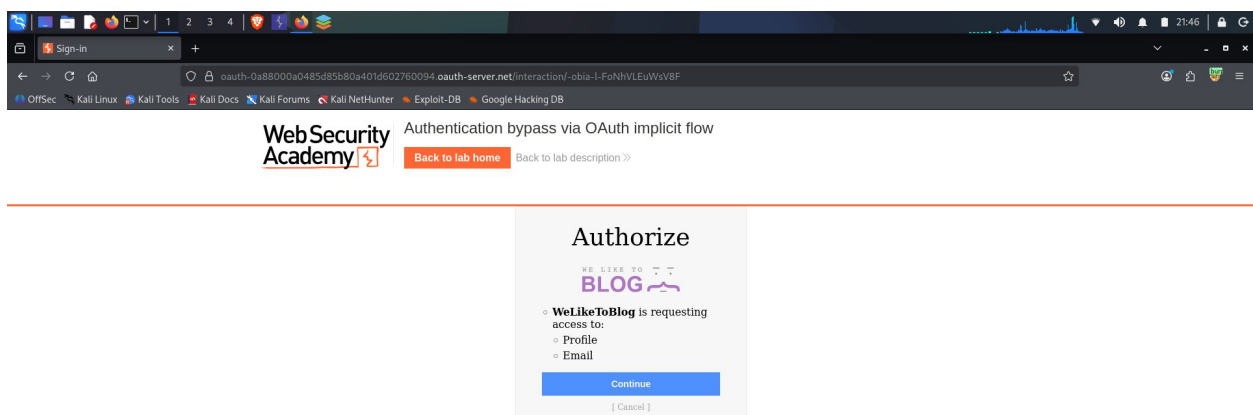 1 2 3 4 21:46
Sign-in
oauth-0a88000a0485d85b80a401d602760094.oauth-server.net/interaction/-obia-l-FoNhVLEuWsV8F
OffSec Kali Linux Kali Tools Kali Docs Kali Forums Kali NetHunter Exploit-DB Google Hacking DB
WebSecurity Academy
Authentication bypass via OAuth implicit flow
Back to lab home Back to lab description
Authorize
WE LIKE TO
BLOG
WeLikeToBlog is requesting
access to:
Profile
Email
Continue
[ Cancel ]